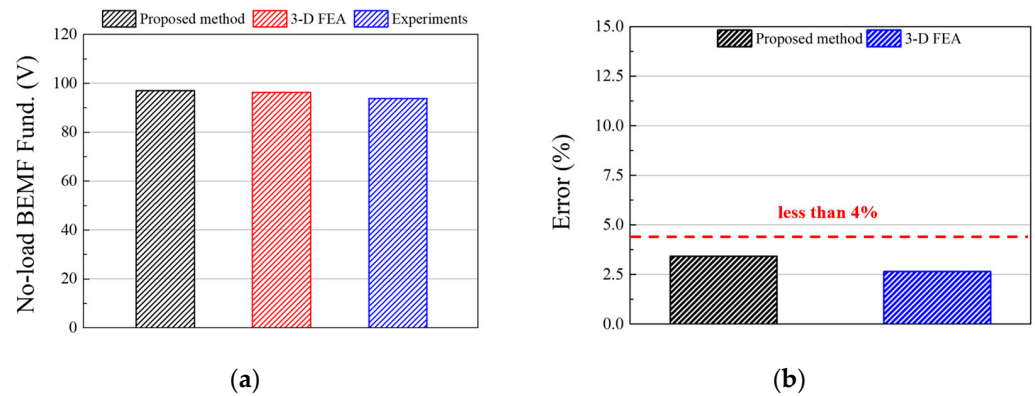 Proposed method 3-D FEA Experiments
No-load BEMF Fund. (V)
120
100
80
60
40
20
0
(a)
Proposed method 3-D FEA
Error (%)
15.0
12.5
10.0
7.5
5.0
2.5
0.0
less than 4%
(b)